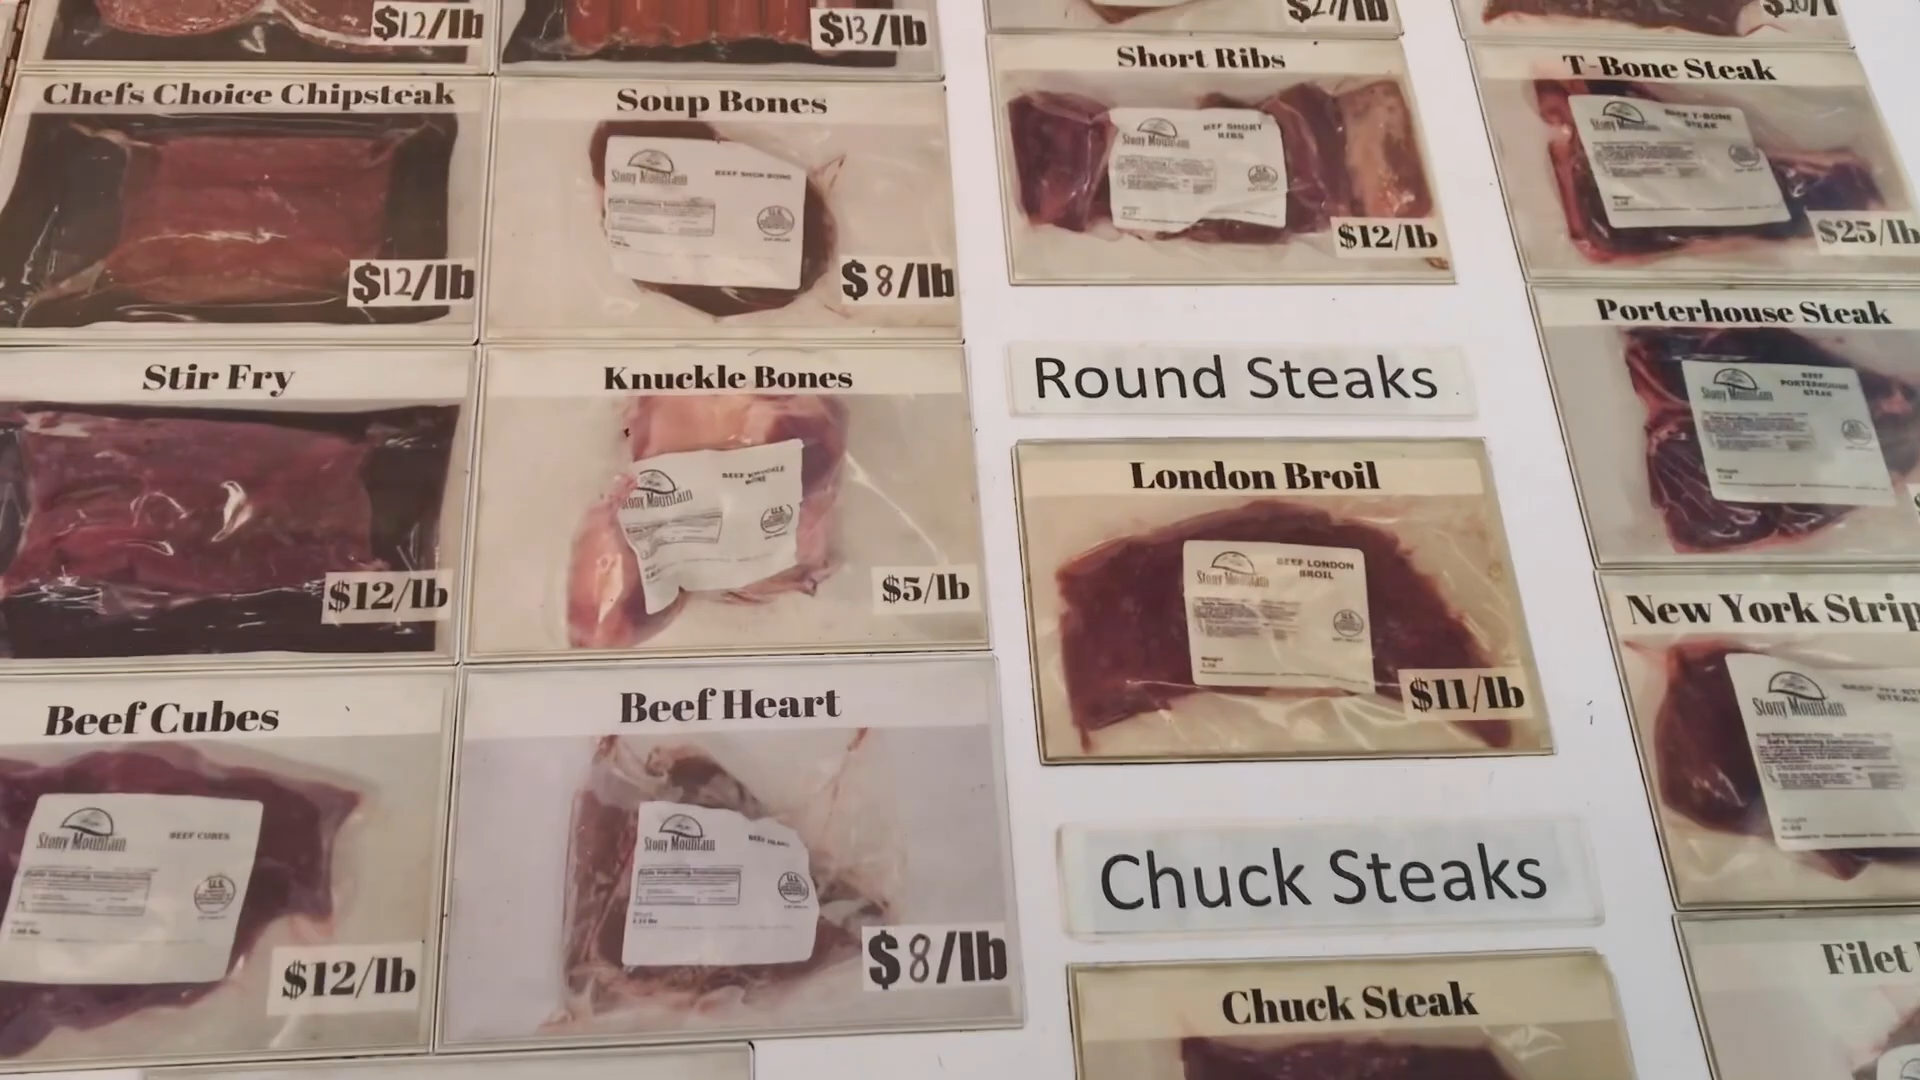 $12/lb
$13/lb
Chefs Choice Chipsteak
$12/lb
Soup Bones
Stony Mountain
$8/lb
Stir Fry
$12/lb
Knuckle Bones
Stony Mountain
BEEF KNUCKLE
BONE
$5/lb
Beef Cubes
Stony Mountain
BEEF CUBES
$12/lb
Beef Heart
Stony Mountain
BEEF HEART
$8/lb
$27/lb
Short Ribs
Stony Mountain
BEEF SHORT
RIBS
$12/lb
Round Steaks
London Broil
Stony Mountain
BEEF LONDON
BROIL
$11/lb
Chuck Steaks
Chuck Steak
T-Bone Steak
Stony Mountain
BEEF T-BONE
STEAK
$25/lb
Porterhouse Steak
Stony Mountain
BEEF
PORTERHOUSE
STEAK
New York Strip
Stony Mountain
Filet